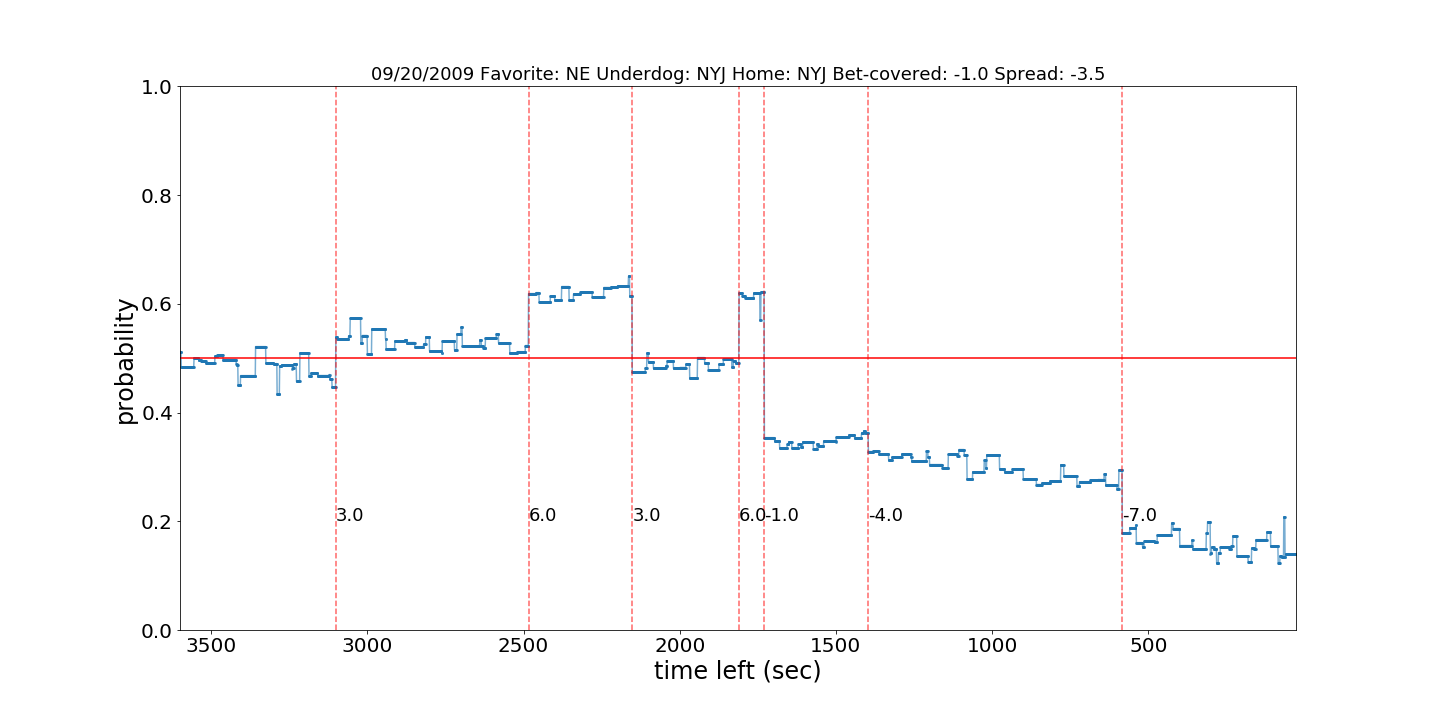 09/20/2009 Favorite: NE Underdog: NYJ Home: NYJ Bet-covered: -1.0 Spread: -3.5
1.0
0.8
0.6
0.4
0.2
0.0
probability
3.0 6.0 3.0 6.0 -1.0 -4.0 -7.0
3500 3000 2500 2000 1500 1000 500
time left (sec)